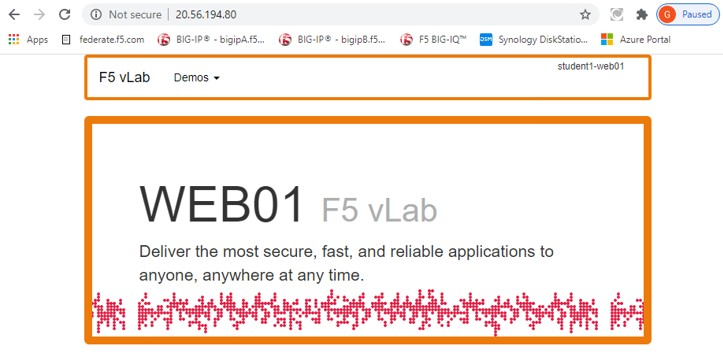 Not secure | 20.56.194.80
G Paused
Apps federate.f5.com BIG-IP® - bigipA.f5... BIG-IP® - bigipB.f5... F5 BIG-IQ™ DSM Synology DiskStatio... Azure Portal
F5 vLab Demos student1-web01
WEB01 F5 vLab
Deliver the most secure, fast, and reliable applications to
anyone, anywhere at any time.